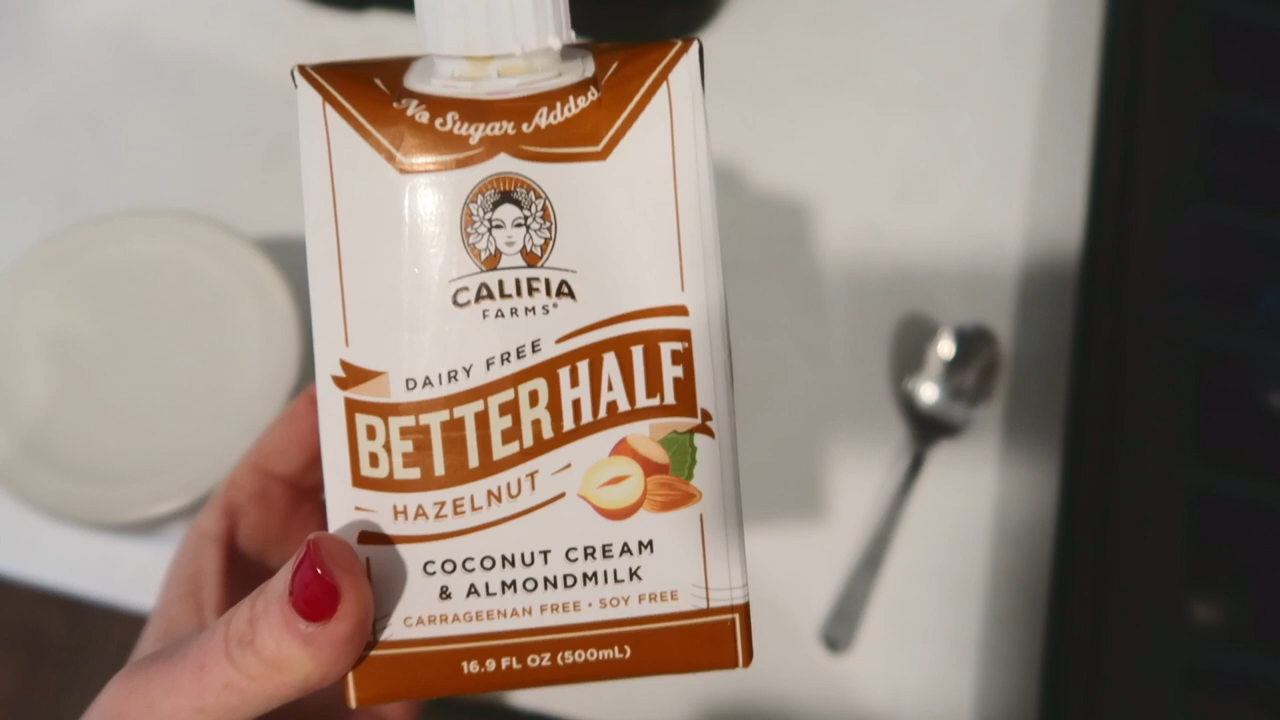 No Sugar Added
CALIFIA
FARMS®
DAIRY FREE
BETTER HALF™
HAZELNUT
COCONUT CREAM
& ALMONDMILK
CARRAGEENAN FREE • SOY FREE
16.9 FL OZ (500mL)